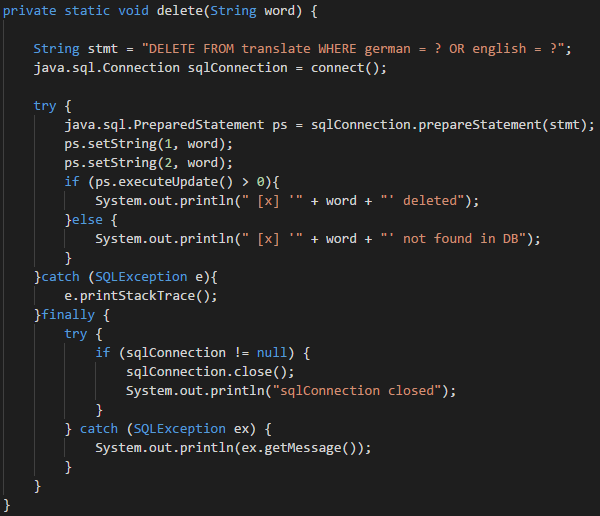 private static void delete(String word) {
String stmt = "DELETE FROM translate WHERE german = ? OR english = ?";
java.sql.Connection sqlConnection = connect();
try {
java.sql.PreparedStatement ps = sqlConnection.prepareStatement(stmt);
ps.setString(1, word);
ps.setString(2, word);
if (ps.executeUpdate() > 0){
System.out.println(" [x] '" + word + "' deleted");
}else {
System.out.println(" [x] '" + word + "' not found in DB");
}
}catch (SQLException e){
e.printStackTrace();
}finally {
try {
if (sqlConnection != null) {
sqlConnection.close();
System.out.println("sqlConnection closed");
}
} catch (SQLException ex) {
System.out.println(ex.getMessage());
}
}
}